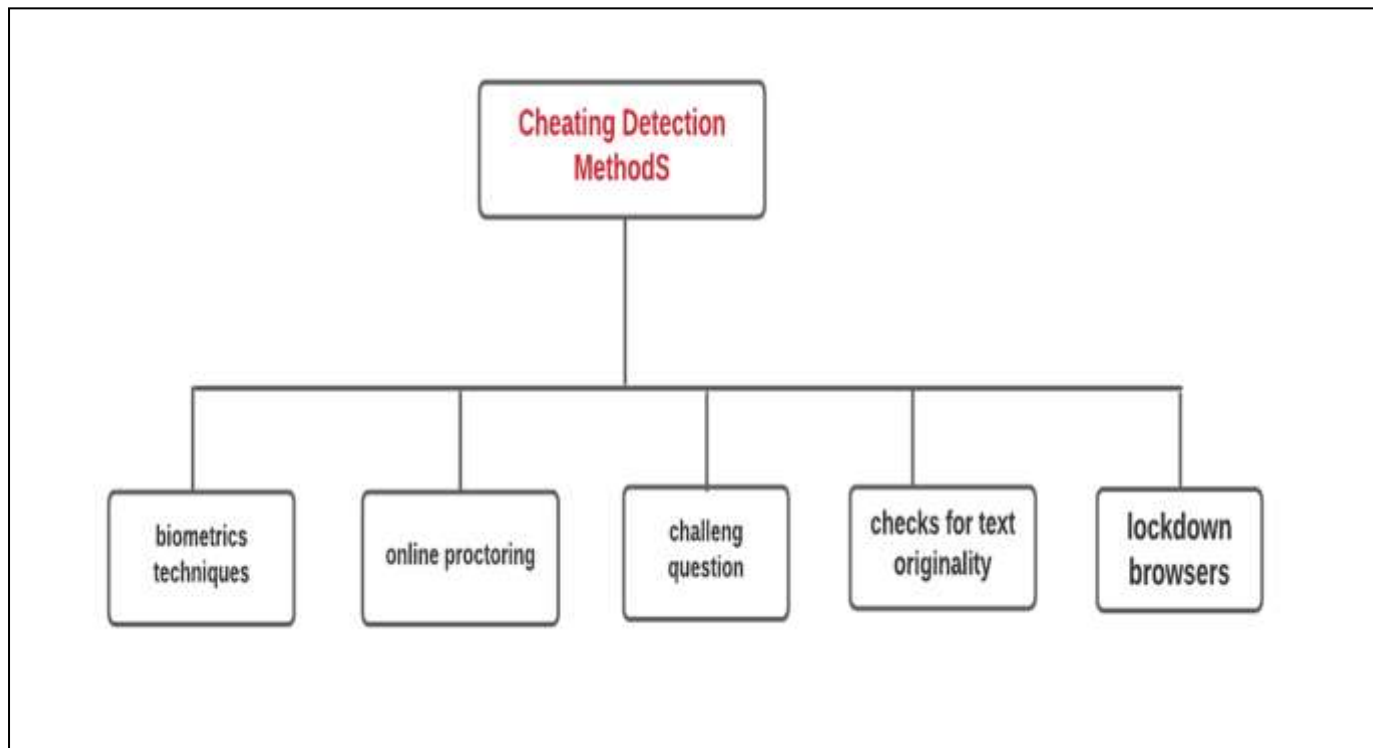 Cheating Detection
MethodS
biometrics
techniques
online proctoring
challeng
question
checks for text
originality
lockdown
browsers